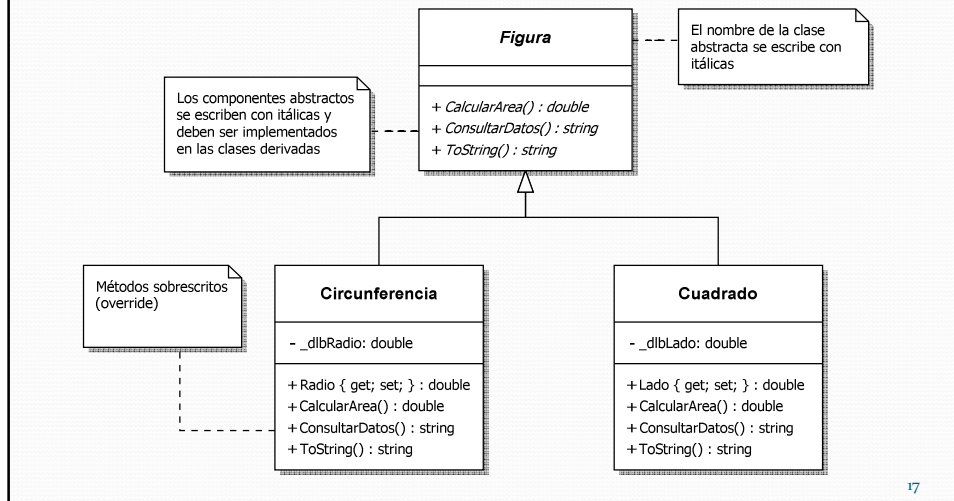 Figura
+ CalcularArea() : double
+ ConsultarDatos() : string
+ ToString() : string
El nombre de la clase
abstracta se escribe con
itálicas
Los componentes abstractos
se escriben con itálicas y
deben ser implementados
en las clases derivadas
Métodos sobrescritos
(override)
Circunferencia
- _dlbRadio: double
+ Radio { get; set; } : double
+ CalcularArea() : double
+ ConsultarDatos() : string
+ ToString() : string
Cuadrado
- _dlbLado: double
+ Lado { get; set; } : double
+ CalcularArea() : double
+ ConsultarDatos() : string
+ ToString() : string
17